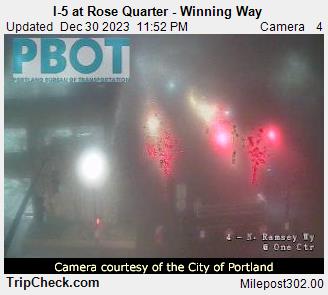 I-5 at Rose Quarter - Winning Way
Updated Dec 30 2023 11:52 PM Camera 4
PBOT
PORTLAND BUREAU OF TRANSPORTATION
4 - N. Ramsey Wy
@ One Ctr
Camera courtesy of the City of Portland
TripCheck.com Milepost302.00